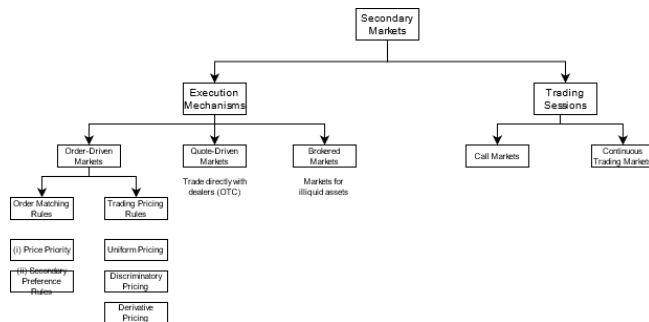 Secondary
Markets
Execution
Mechanisms
Trading
Sessions
Order-Driven
Markets
Quote-Driven
Markets
Brokered
Markets
Call Markets
Continuous
Trading Markets
Trade directly with
dealers (OTC)
Markets for
illiquid assets
Order Matching
Rules
Trading Pricing
Rules
(i) Price Priority
Uniform Pricing
(ii) Secondary
Preference
Rules
Discriminatory
Pricing
Derivative
Pricing